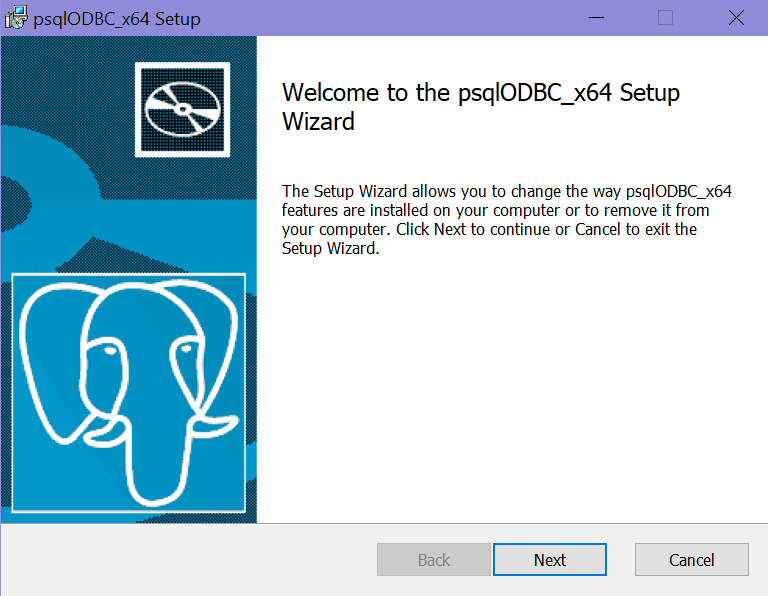 psqlODBC_x64 Setup
Welcome to the psqlODBC_x64 Setup
Wizard
The Setup Wizard allows you to change the way psqlODBC_x64
features are installed on your computer or to remove it from
your computer. Click Next to continue or Cancel to exit the
Setup Wizard.
Back
Next
Cancel